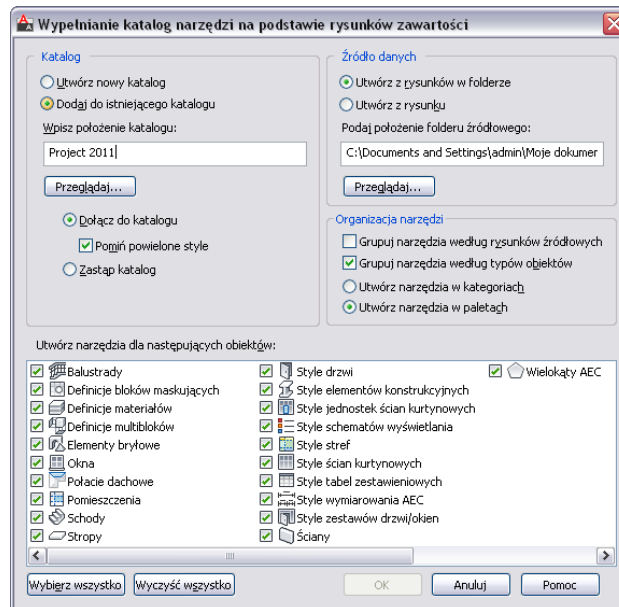 Wypełnianie katalog narzędzi na podstawie rysunków zawartości
Katalog
Utwórz nowy katalog
Dodaj do istniejącego katalogu
Wpisz położenie katalogu:
Project 2011
Przeglądaj...
Dołącz do katalogu
Pomiń powielone style
Zastąp katalog
Źródło danych
Utwórz z rysunków w folderze
Utwórz z rysunku
Podaj położenie folderu źródłowego:
C:\Documents and Settings\admin\Moje dokumer
Przeglądaj...
Organizacja narzędzi
Grupuj narzędzia według rysunków źródłowych
Grupuj narzędzia według typów obiektów
Utwórz narzędzia w kategoriach
Utwórz narzędzia w paletach
Utwórz narzędzia dla następujących obiektów:
Balustrady
Definicje bloków maskujących
Definicje materiałów
Definicje multibloków
Elementy bryłowe
Okna
Połacie dachowe
Pomieszczenia
Schody
Stropy
Style drzwi
Style elementów konstrukcyjnych
Style jednostek ścian kurtynowych
Style schematów wyświetlania
Style stref
Style ścian kurtynowych
Style tabel zestawieniowych
Style wymiarowania AEC
Style zestawów drzwi/okien
Ściany
Wielokąty AEC
Wybierz wszystko
Wyczyść wszystko
OK
Anuluj
Pomoc